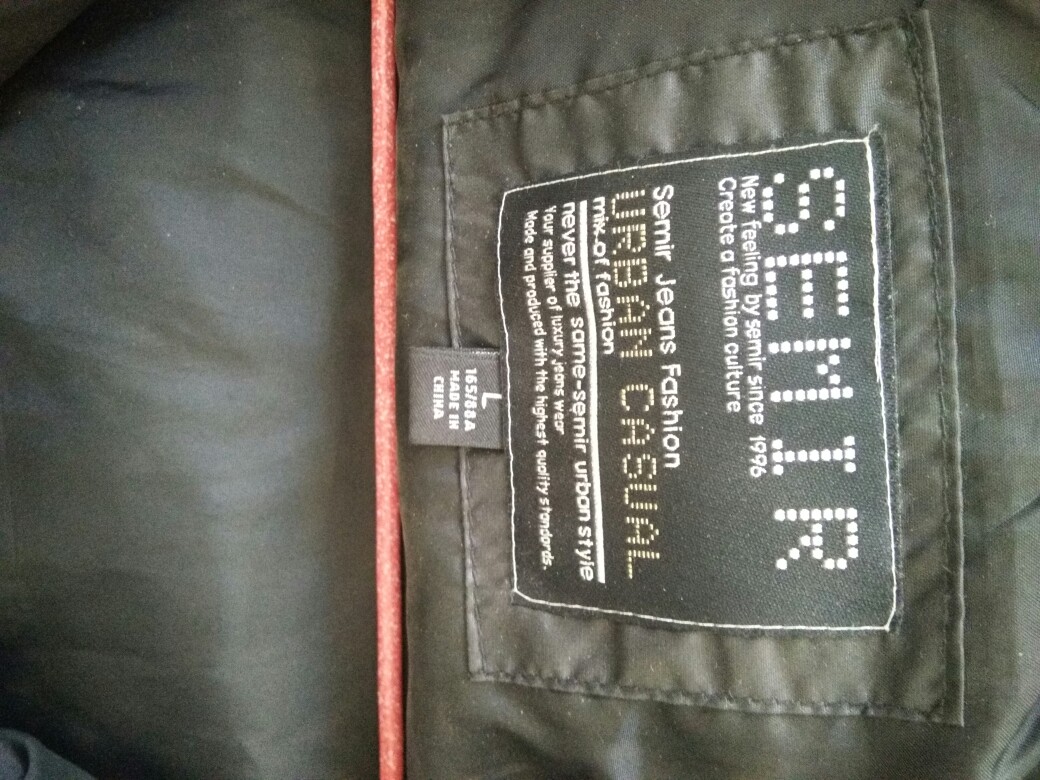 SEMIR
New feeling by semir since 1996
Create a fashion culture
Semir Jeans Fashion
URBAN CASUAL
mix-of fashion
never the same-semir urban style
Your supplier of luxury jeans wear
Made and produced with the highest quality standards.
L
165/88A
MADE IN
CHINA